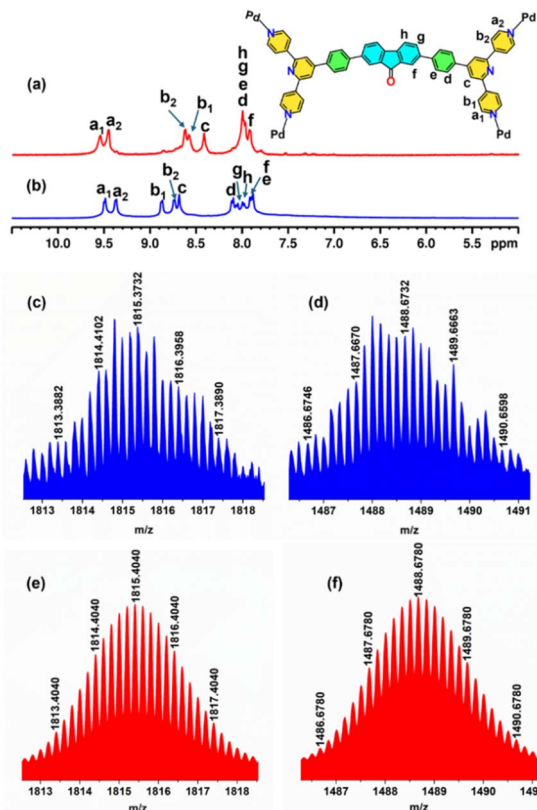 Pd
Pd
a₂
a₂
b₂
N
N
h
g
b₂
N
N
f
e
d
c
O
b₁
N
N
a₁
Pd
Pd
(a)
a₁
a₂
b₂
b₁
c
h
g
e
d
f
(b)
a₁
a₂
b₁
b₂
c
d
g
h
f
e
10.0 9.5 9.0 8.5 8.0 7.5 7.0 6.5 6.0 5.5 ppm
(c)
1813.3882
1814.4102
1815.3732
1816.3958
1817.3890
1813 1814 1815 1816 1817 1818
m/z
(d)
1486.6746
1487.6670
1488.6732
1489.6663
1490.6598
1487 1488 1489 1490 1491
m/z
(e)
1813.4040
1814.4040
1815.4040
1816.4040
1817.4040
1813 1814 1815 1816 1817 1818
m/z
(f)
1486.6780
1487.6780
1488.6780
1489.6780
1490.6780
1487 1488 1489 1490 149
m/z